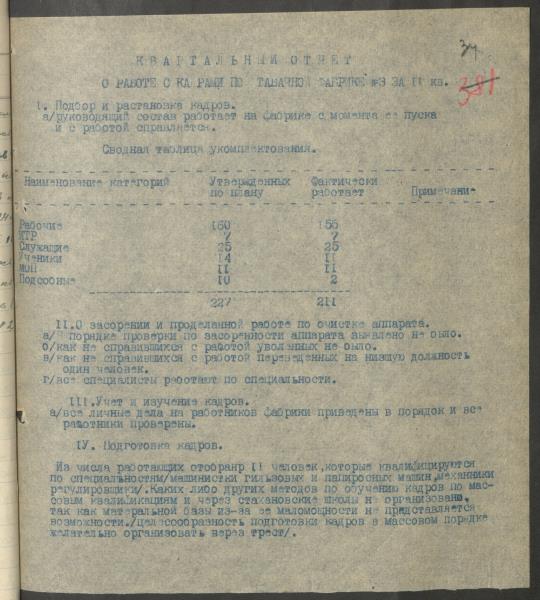 34
381
КВАРТАЛЬНЫЙ ОТЧЕТ
О РАБОТЕ С КАДРАМИ ПО ТАБАЧНОЙ ФАБРИКЕ №3 ЗА II кв.
I. Подбор и растановка кадров.
а/руководящий состав работает на фабрике с момента ее пуска
и с работой справляется.
Сводная таблица укомплектования.
Наименование категорий Утвержденных по плану Фактически работает Примечание
Рабочие 160 155
ИТР 7 7
Служащие 25 25
Ученики 14 11
МОП 11 11
Подсобные 10 2
227 211
II.О засорении и проделанной работе по очистке аппарата.
а/ порядке проверки по засоренности аппарата выявлено не было.
б/как не справившихся с работой уволенных не было.
в/как не справившихся с работой переведенных на низшую должность
один человек.
г/все специалисты работают по специальности.
III.Учет и изучение кадров.
а/все личные дела на работников фабрики приведены в порядок и все
работники проверены.
IУ. Подготовка кадров.
Из числа работающих отобранр II человек,которые квалифицируются
по специальностям/машинистки гильзовых и папиросных машин,механники
регулировщики/.Каких либо других методов по обучению кадров по мас-
совым квалификациям и через стахановские школы не организовано,
так как матеральной базы из-за ее маломощности не представляется
возможности./целесообразность подготовки кадров в массовом порядке
желательно организовать через трест/.